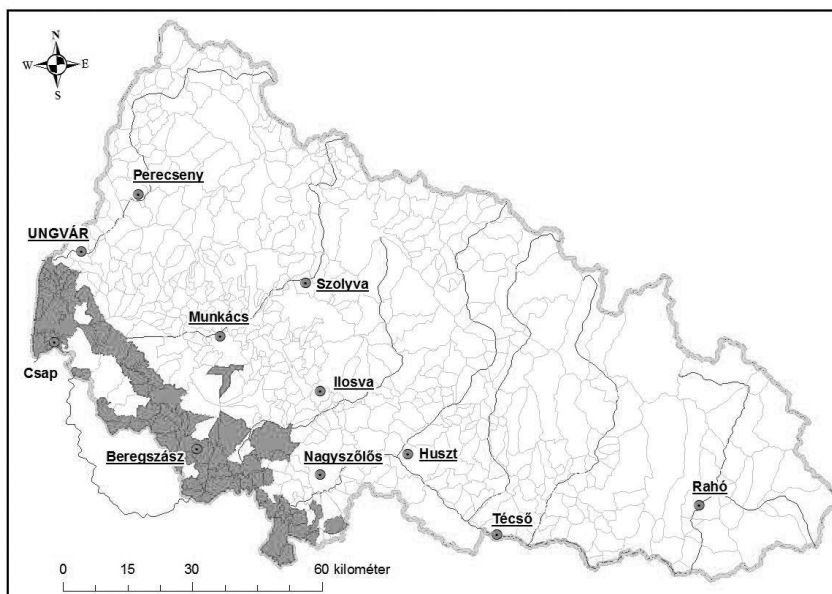 N
W E
S
Perecseny
UNGVÁR
Szolyva
Munkács
Csap
Ilosva
Beregszász
Nagyszőlős
Huszt
Rahó
Técső
0 15 30 60 kilométer